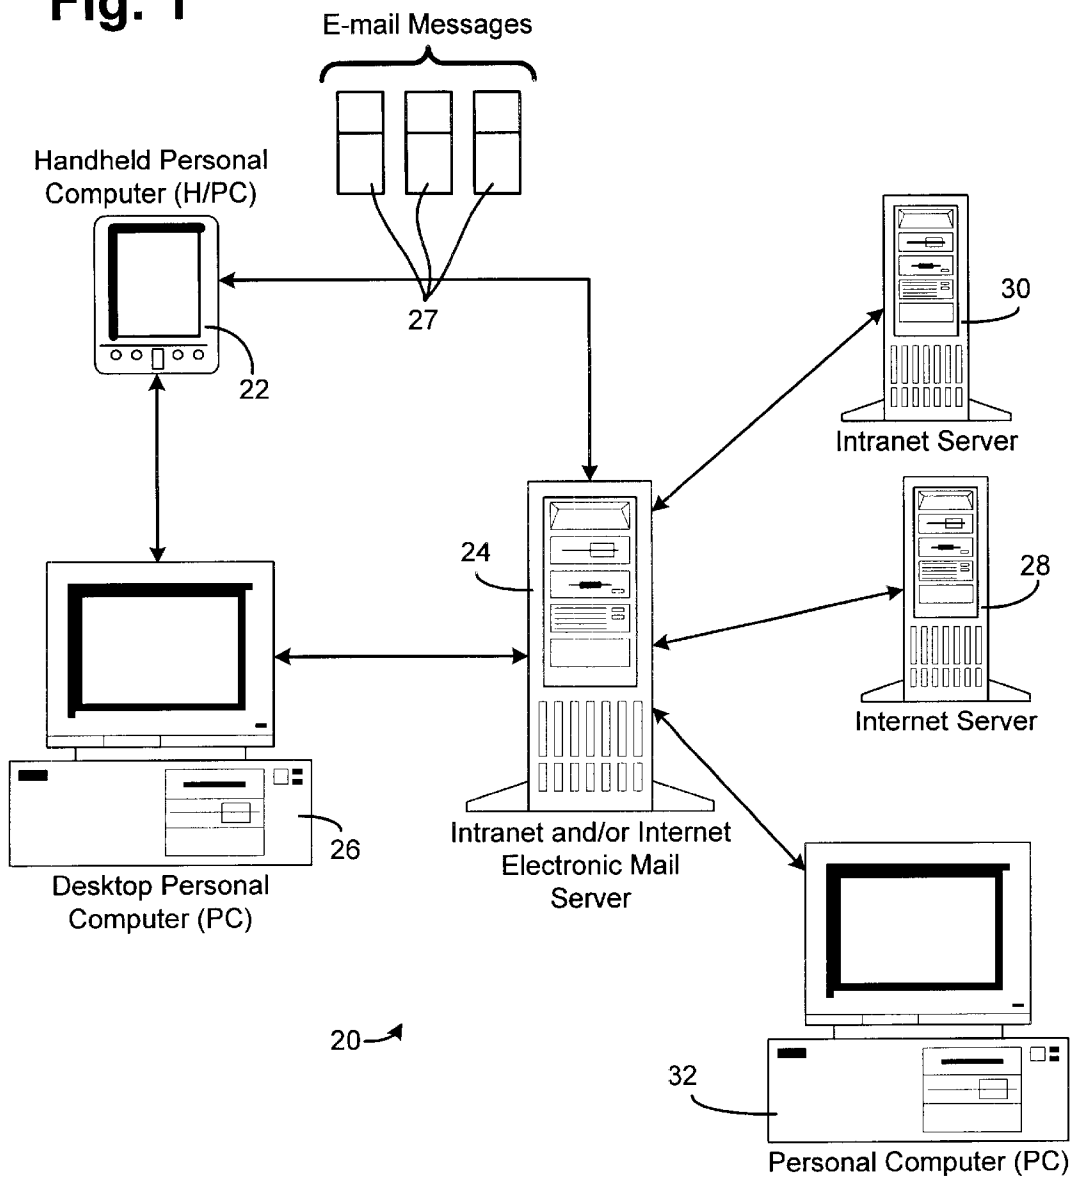 Fig. 1
E-mail Messages
Handheld Personal
Computer (H/PC)
27
22
30
Intranet Server
24
28
Internet Server
26
Intranet and/or Internet
Electronic Mail
Server
Desktop Personal
Computer (PC)
20
32
Personal Computer (PC)